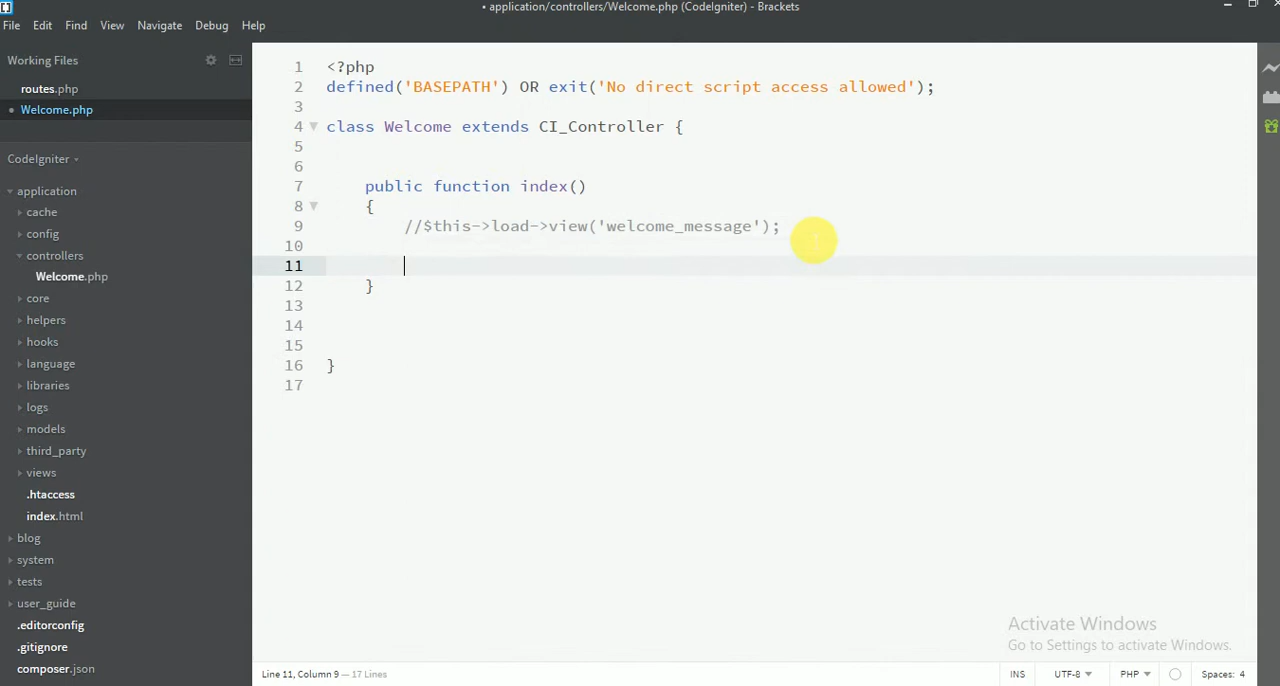 • application/controllers/Welcome.php (CodeIgniter) - Brackets
File Edit Find View Navigate Debug Help
Working Files
routes.php
• Welcome.php
CodeIgniter
application
cache
config
controllers
Welcome.php
core
helpers
hooks
language
libraries
logs
models
third_party
views
.htaccess
index.html
blog
system
tests
user_guide
.editorconfig
.gitignore
composer.json
1 <?php
2 defined('BASEPATH') OR exit('No direct script access allowed');
3
4 class Welcome extends CI_Controller {
5
6
7 public function index()
8 {
9 //$this->load->view('welcome_message');
10
11
12 }
13
14
15
16 }
17
Activate Windows
Go to Settings to activate Windows.
Line 11, Column 9 — 17 Lines
INS UTF-8 PHP Spaces: 4